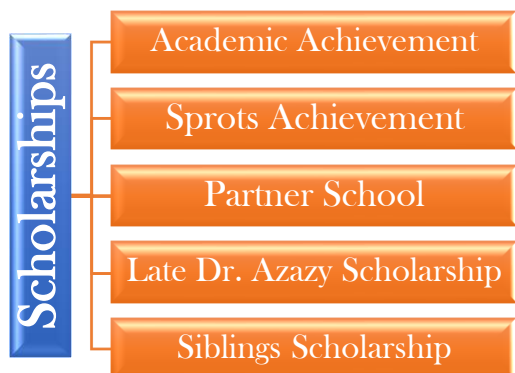 Scholarships
Academic Achievement
Sprots Achievement
Partner School
Late Dr. Azazy Scholarship
Siblings Scholarship